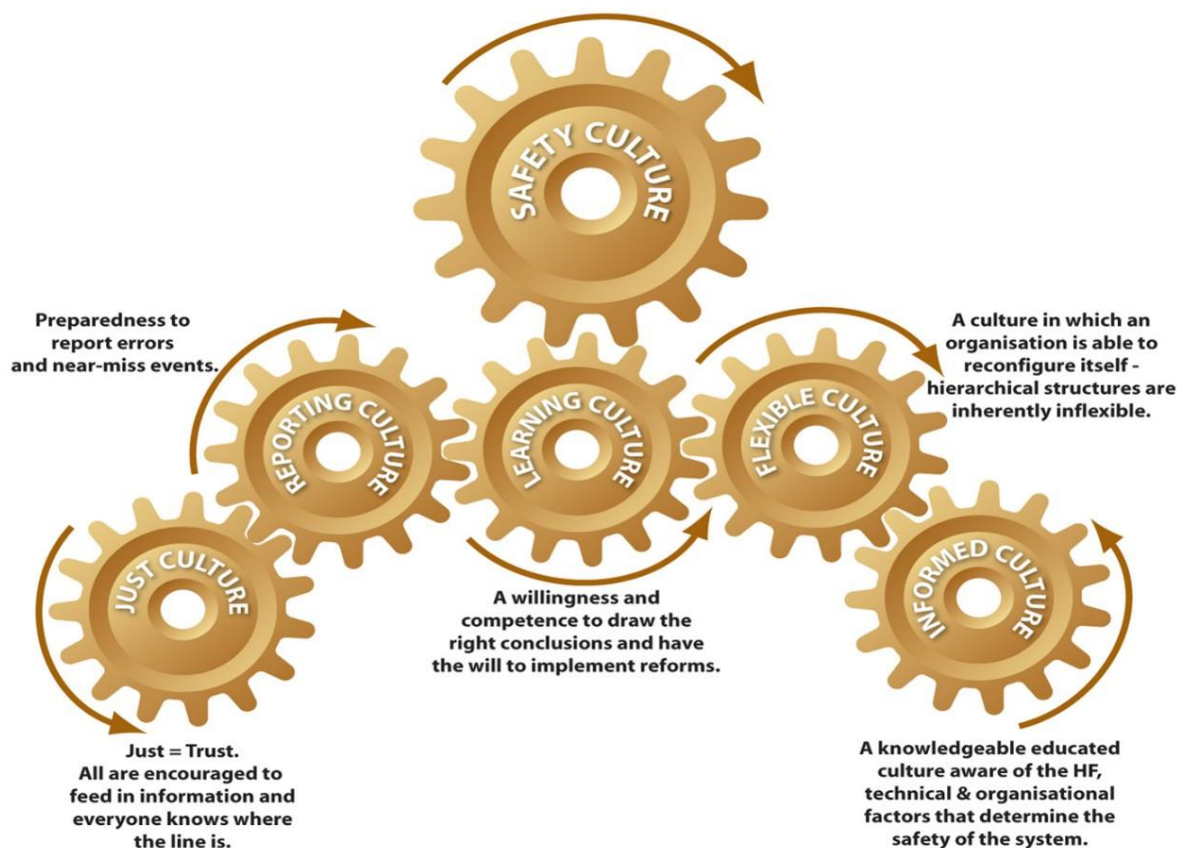 SAFETY CULTURE
Preparedness to
report errors
and near-miss events.
A culture in which an
organisation is able to
reconfigure itself -
hierarchical structures are
inherently inflexible.
REPORTING CULTURE
LEARNING CULTURE
FLEXIBLE CULTURE
JUST CULTURE
INFORMED CULTURE
A willingness and
competence to draw the
right conclusions and have
the will to implement reforms.
Just = Trust.
All are encouraged to
feed in information and
everyone knows where
the line is.
A knowledgeable educated
culture aware of the HF,
technical & organisational
factors that determine the
safety of the system.